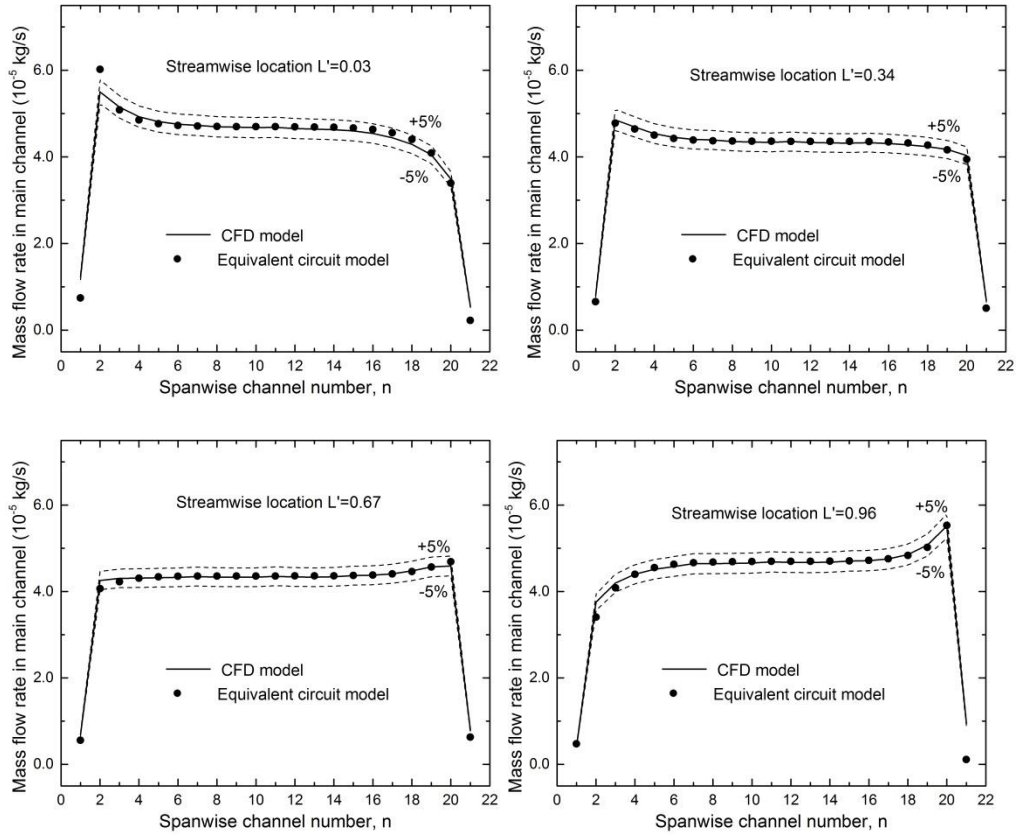 Mass flow rate in main channel (10⁻⁵ kg/s)
6.0
4.0
2.0
0.0
Streamwise location L'=0.03
+5%
-5%
CFD model
Equivalent circuit model
0 2 4 6 8 10 12 14 16 18 20 22
Spanwise channel number, n
Mass flow rate in main channel (10⁻⁵ kg/s)
6.0
4.0
2.0
0.0
Streamwise location L'=0.34
+5%
-5%
CFD model
Equivalent circuit model
0 2 4 6 8 10 12 14 16 18 20 22
Spanwise channel number, n
Mass flow rate in main channel (10⁻⁵ kg/s)
6.0
4.0
2.0
0.0
Streamwise location L'=0.67
+5%
-5%
CFD model
Equivalent circuit model
0 2 4 6 8 10 12 14 16 18 20 22
Spanwise channel number, n
Mass flow rate in main channel (10⁻⁵ kg/s)
6.0
4.0
2.0
0.0
Streamwise location L'=0.96
+5%
-5%
CFD model
Equivalent circuit model
0 2 4 6 8 10 12 14 16 18 20 22
Spanwise channel number, n